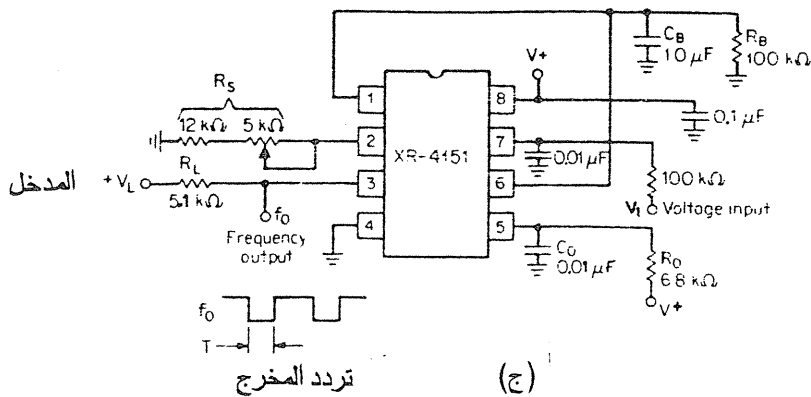 C_B
1.0 µF
R_B
100 kΩ
V+
R_S
12 kΩ 5 kΩ
1
2
3
4
8
7
6
5
XR-4151
0.1 µF
0.01 µF
100 kΩ
V_I Voltage input
المدخل
+V_L
R_L
5.1 kΩ
f_O
Frequency
output
C_O
0.01 µF
R_O
6.8 kΩ
V+
f_O
T
تردد المخرج
(ج)